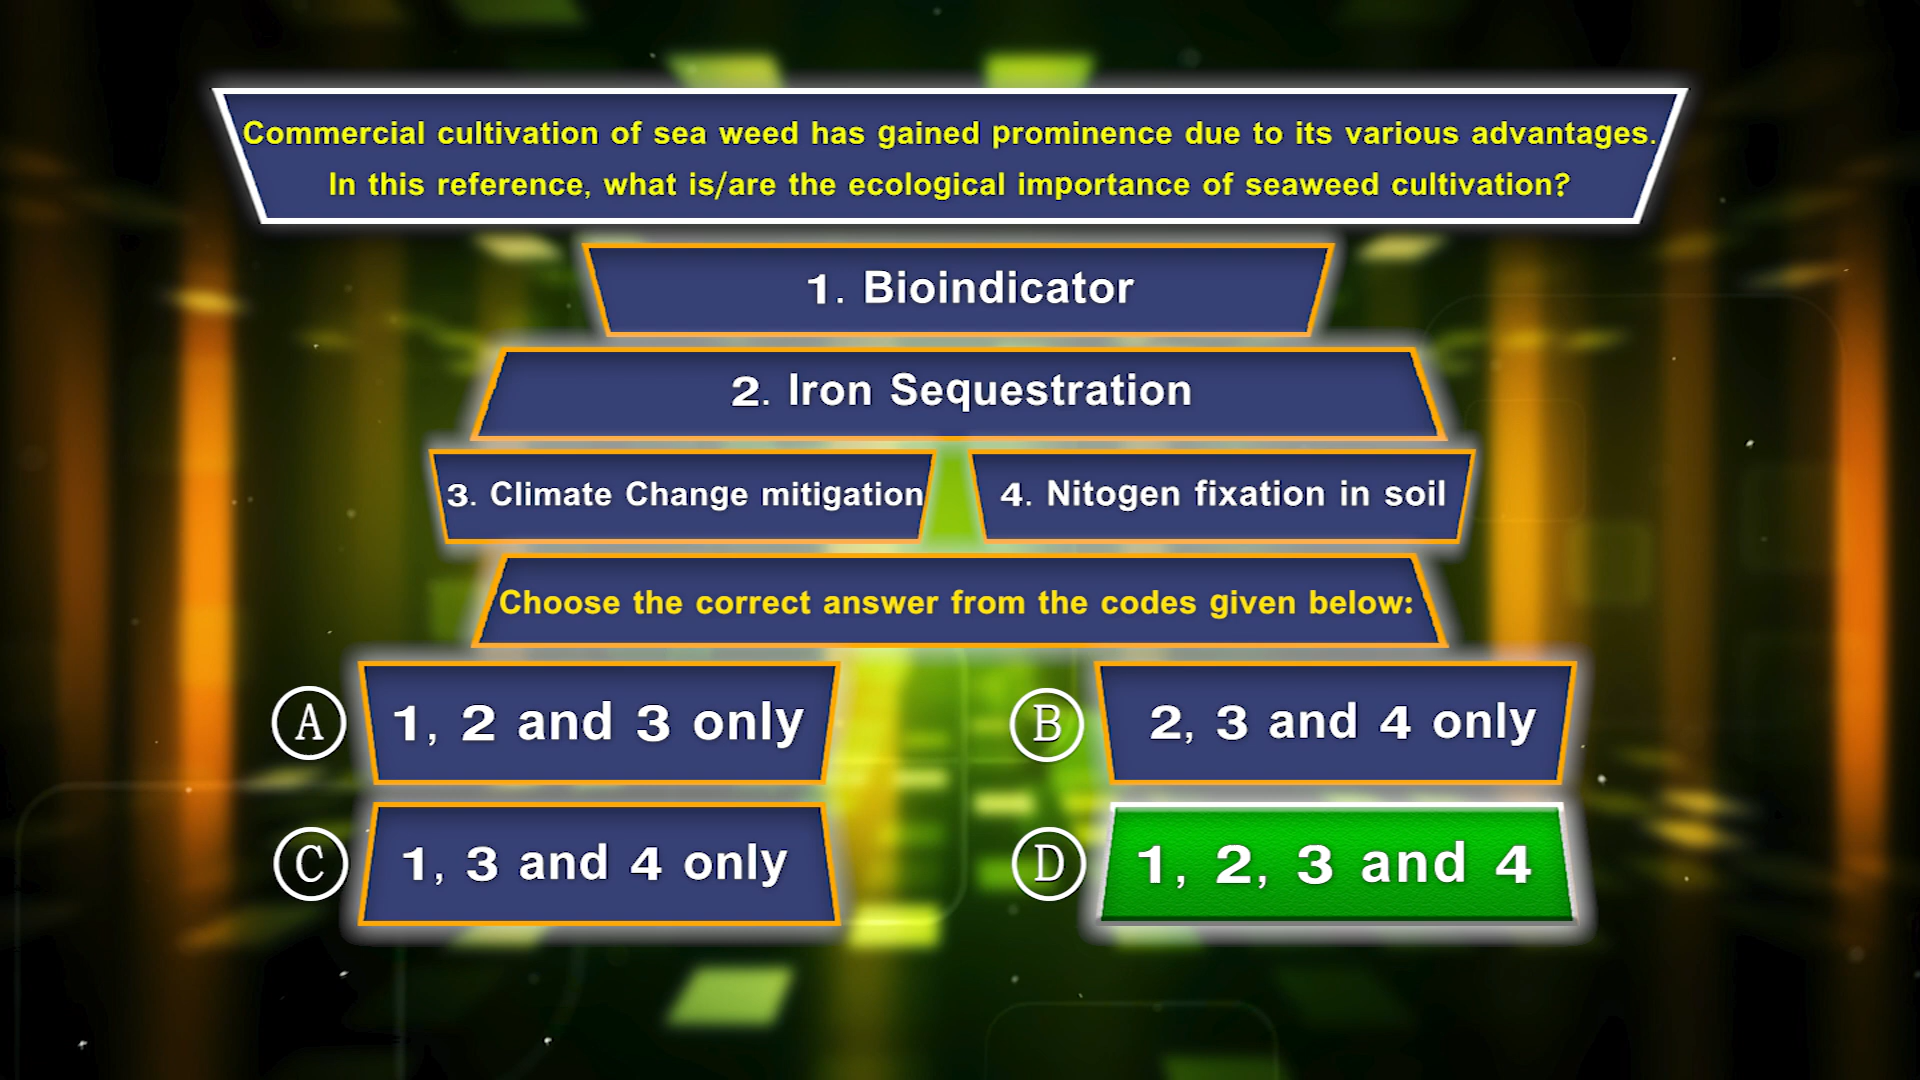 Commercial cultivation of sea weed has gained prominence due to its various advantages.
In this reference, what is/are the ecological importance of seaweed cultivation?
1. Bioindicator
2. Iron Sequestration
3. Climate Change mitigation
4. Nitogen fixation in soil
Choose the correct answer from the codes given below:
A 1, 2 and 3 only
B 2, 3 and 4 only
C 1, 3 and 4 only
D 1, 2, 3 and 4